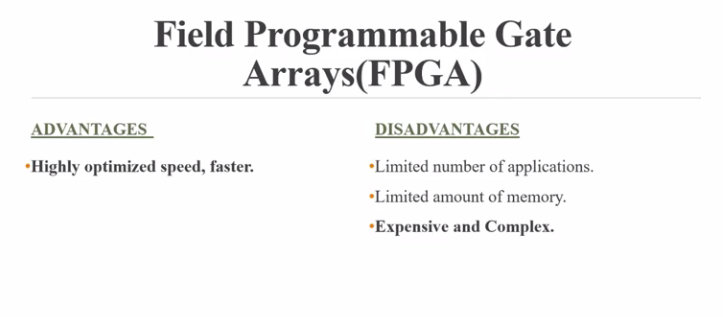 Field Programmable Gate
Arrays(FPGA)
ADVANTAGES
•Highly optimized speed, faster.
DISADVANTAGES
•Limited number of applications.
•Limited amount of memory.
•Expensive and Complex.